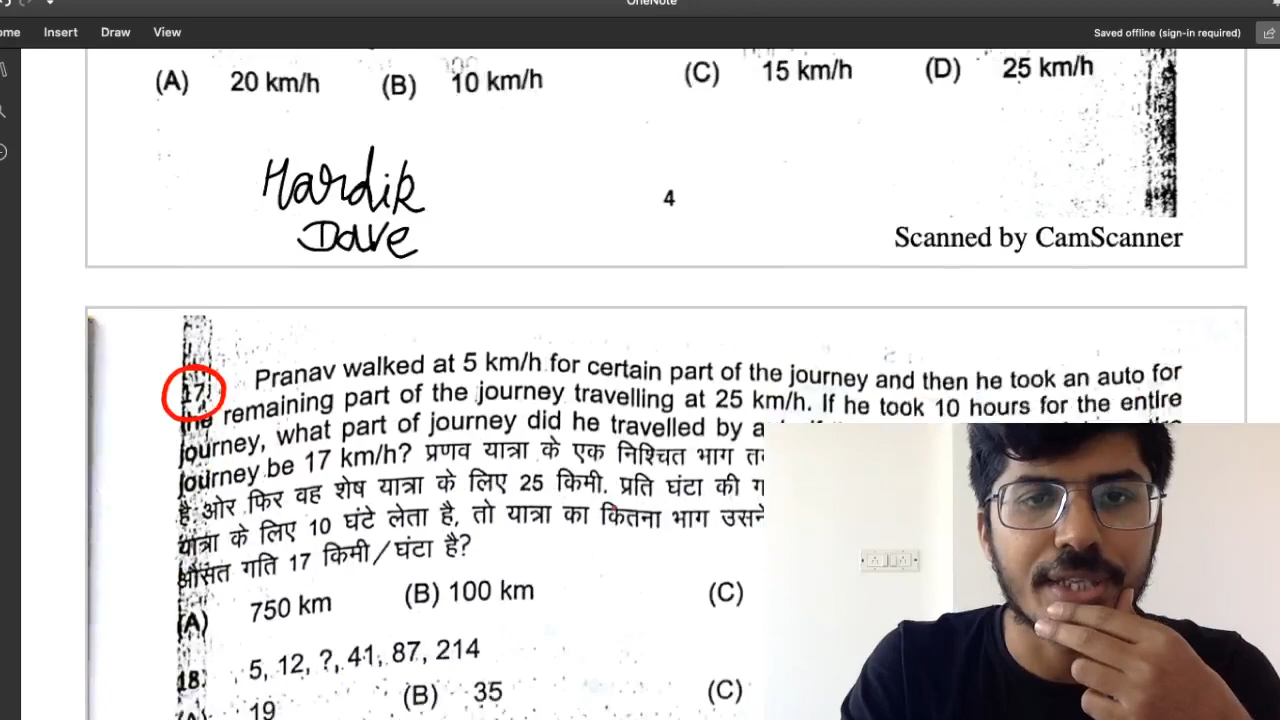 OneNote
ome Insert Draw View Saved offline (sign-in required)
(A) 20 km/h (B) 10 km/h (C) 15 km/h (D) 25 km/h
Hardik
Dave
4
Scanned by CamScanner
17. Pranav walked at 5 km/h for certain part of the journey and then he took an auto for
the remaining part of the journey travelling at 25 km/h. If he took 10 hours for the entire
journey, what part of journey did he travelled by
journey be 17 km/h? प्रणव यात्रा के एक निश्चित भाग
है ओर फिर वह शेष यात्रा के लिए 25 किमी. प्रति घंटा की
यात्रा के लिए 10 घंटे लेता है, तो यात्रा का कितना भाग उसने
औसत गति 17 किमी/घंटा है?
(A) 750 km (B) 100 km (C)
18. 5, 12, ?, 41, 87, 214
(A) 19 (B) 35 (C)